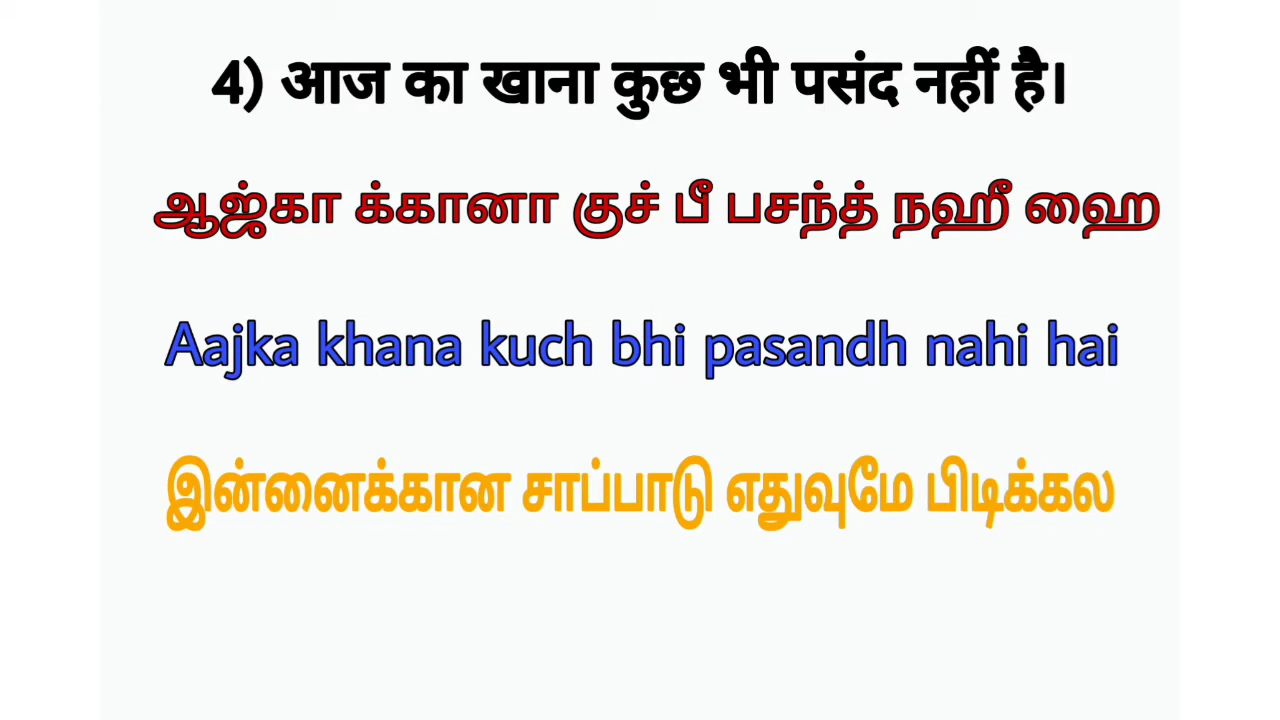 4) आज का खाना कुछ भी पसंद नहीं है।
ஆஜ்கா க்கானா குச் பீ பசந்த் நஹீ ஹை
Aajka khana kuch bhi pasandh nahi hai
இன்னைக்கான சாப்பாடு எதுவுமே பிடிக்கல